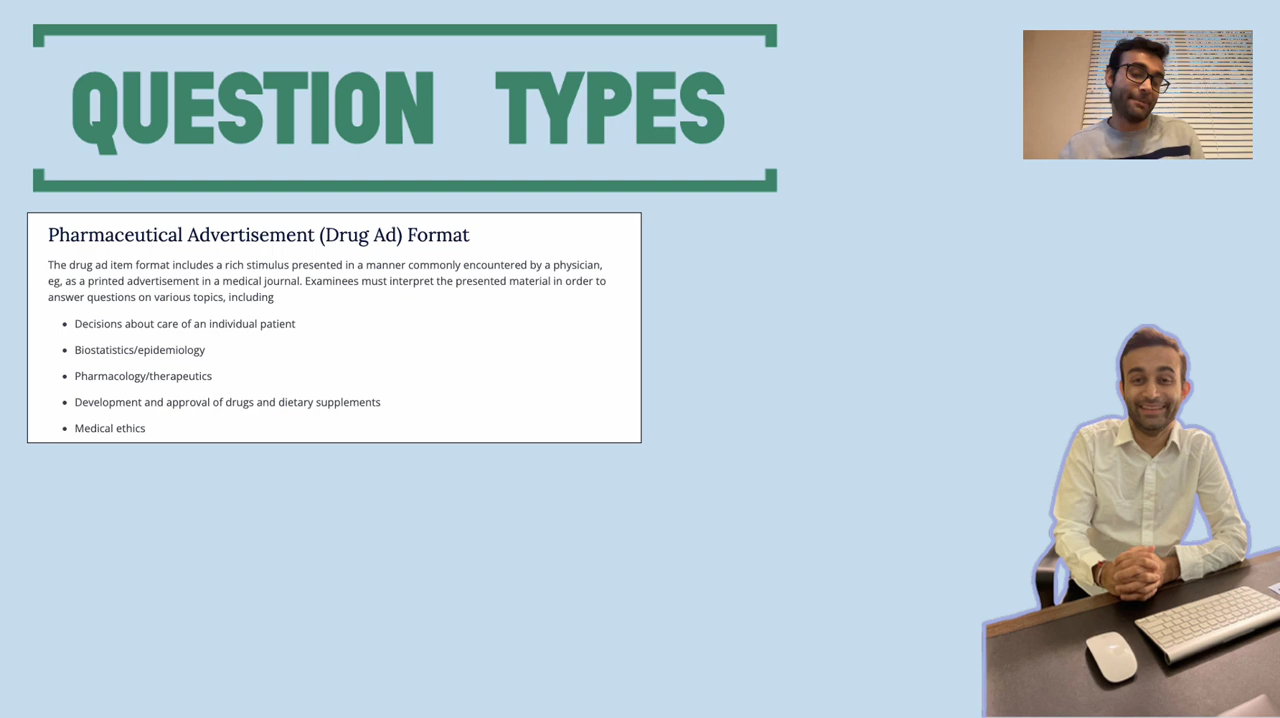 QUESTION TYPES
Pharmaceutical Advertisement (Drug Ad) Format
The drug ad item format includes a rich stimulus presented in a manner commonly encountered by a physician,
eg, as a printed advertisement in a medical journal. Examinees must interpret the presented material in order to
answer questions on various topics, including
• Decisions about care of an individual patient
• Biostatistics/epidemiology
• Pharmacology/therapeutics
• Development and approval of drugs and dietary supplements
• Medical ethics